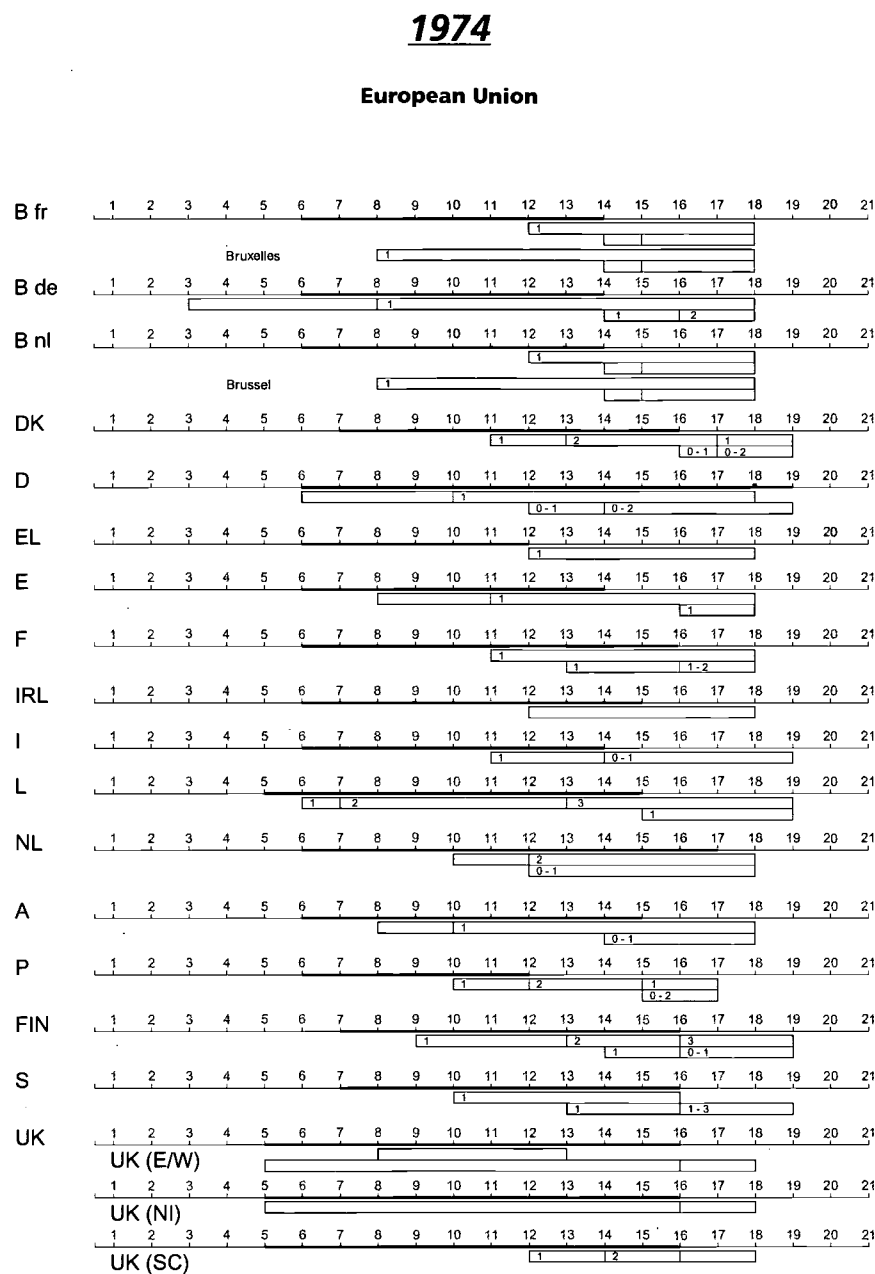 1974
European Union
1 2 3 4 5 6 7 8 9 10 11 12 13 14 15 16 17 18 19 20 21
B fr
1
Bruxelles 1
1 2 3 4 5 6 7 8 9 10 11 12 13 14 15 16 17 18 19 20 21
B de
1
1 2
1 2 3 4 5 6 7 8 9 10 11 12 13 14 15 16 17 18 19 20 21
B nl
1
Brussel 1
1 2 3 4 5 6 7 8 9 10 11 12 13 14 15 16 17 18 19 20 21
DK
1 2 1
0 - 1 0 - 2
1 2 3 4 5 6 7 8 9 10 11 12 13 14 15 16 17 18 19 20 21
D
1
0 - 1 0 - 2
1 2 3 4 5 6 7 8 9 10 11 12 13 14 15 16 17 18 19 20 21
EL
1
1 2 3 4 5 6 7 8 9 10 11 12 13 14 15 16 17 18 19 20 21
E
1
1
1 2 3 4 5 6 7 8 9 10 11 12 13 14 15 16 17 18 19 20 21
F
1
1 1 - 2
1 2 3 4 5 6 7 8 9 10 11 12 13 14 15 16 17 18 19 20 21
IRL
1 2 3 4 5 6 7 8 9 10 11 12 13 14 15 16 17 18 19 20 21
I
1 0 - 1
1 2 3 4 5 6 7 8 9 10 11 12 13 14 15 16 17 18 19 20 21
L
1 2 3
1
1 2 3 4 5 6 7 8 9 10 11 12 13 14 15 16 17 18 19 20 21
NL
2
0 - 1
1 2 3 4 5 6 7 8 9 10 11 12 13 14 15 16 17 18 19 20 21
A
1
0 - 1
1 2 3 4 5 6 7 8 9 10 11 12 13 14 15 16 17 18 19 20 21
P
1 2 1
0 - 2
1 2 3 4 5 6 7 8 9 10 11 12 13 14 15 16 17 18 19 20 21
FIN
1 2 3
1 0 - 1
1 2 3 4 5 6 7 8 9 10 11 12 13 14 15 16 17 18 19 20 21
S
1
1 1 - 3
1 2 3 4 5 6 7 8 9 10 11 12 13 14 15 16 17 18 19 20 21
UK
UK (E/W)
1 2 3 4 5 6 7 8 9 10 11 12 13 14 15 16 17 18 19 20 21
UK (NI)
1 2 3 4 5 6 7 8 9 10 11 12 13 14 15 16 17 18 19 20 21
UK (SC) 1 2